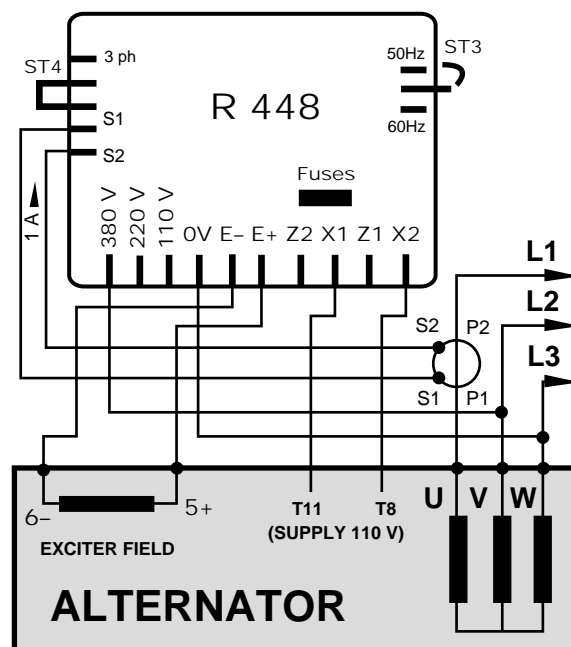 ST4
3 ph
50Hz
ST3
S1
R 448
60Hz
S2
Fuses
1 A
380 V
220 V
110 V
0V
E–
E+
Z2
X1
Z1
X2
L1
L2
L3
S2
P2
S1
P1
6–
5+
T11
T8
(SUPPLY 110 V)
U
V
W
EXCITER FIELD
ALTERNATOR